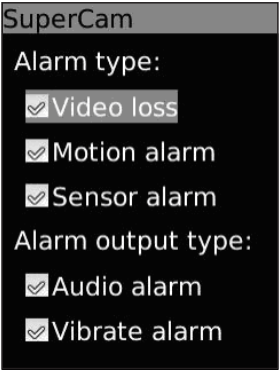 SuperCam
Alarm type:
Video loss
Motion alarm
Sensor alarm
Alarm output type:
Audio alarm
Vibrate alarm